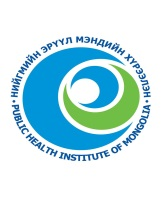 • НИЙГМИЙН ЭРҮҮЛ МЭНДИЙН ХҮРЭЭЛЭН •
PUBLIC HEALTH INSTITUTE OF MONGOLIA